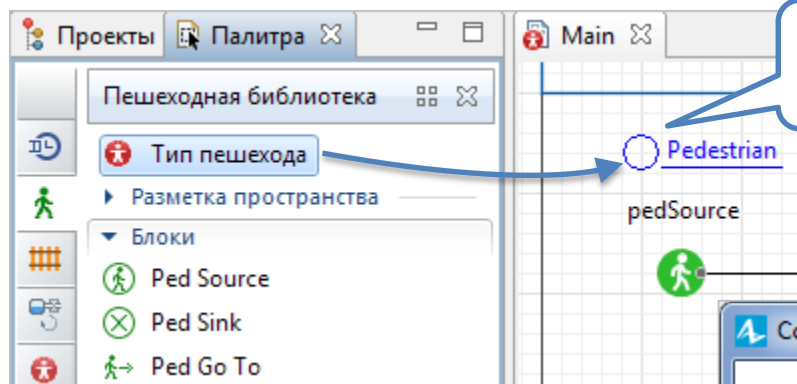 Проекты
Палитра
Main
Пешеходная библиотека
Тип пешехода
Разметка пространства
Блоки
Ped Source
Ped Sink
Ped Go To
Pedestrian
pedSource